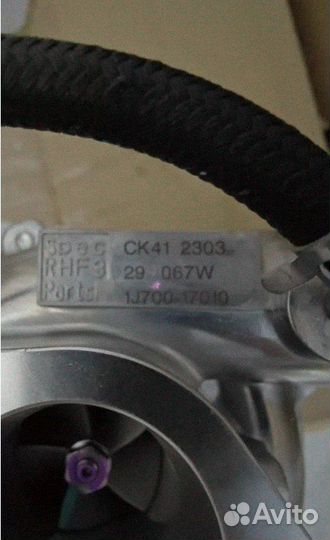 Spec CK41 2303
RHF3 29 067W
Parts 1J700-17010
Avito